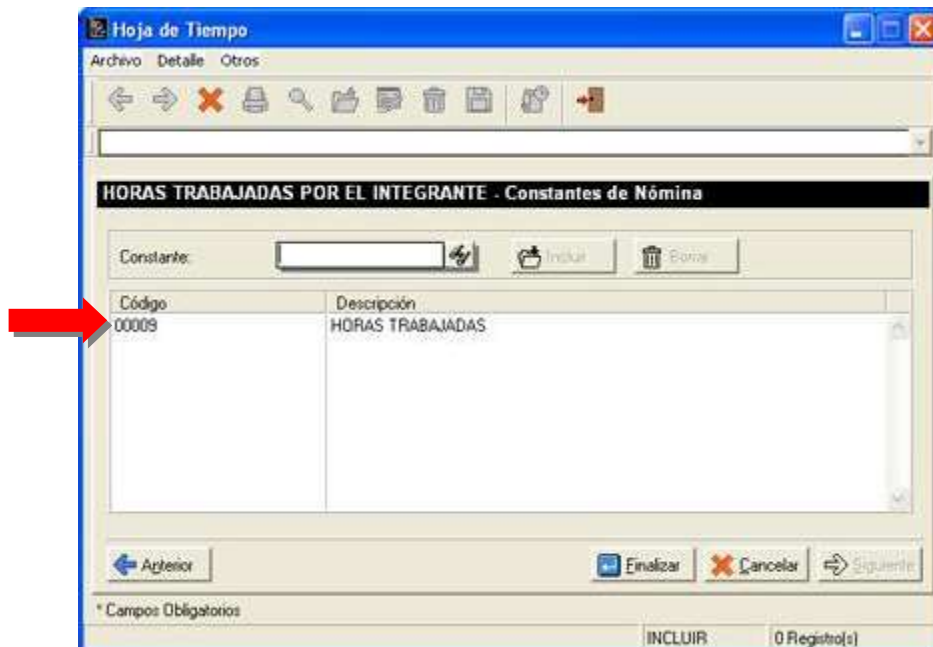 Hoja de Tiempo
Archivo Detalle Otros
HORAS TRABAJADAS POR EL INTEGRANTE - Constantes de Nómina
Constante: Incluir Borrar
Código Descripción
00009 HORAS TRABAJADAS
Anterior Finalizar Cancelar Siguiente
* Campos Obligatorios
INCLUIR 0 Registro(s)